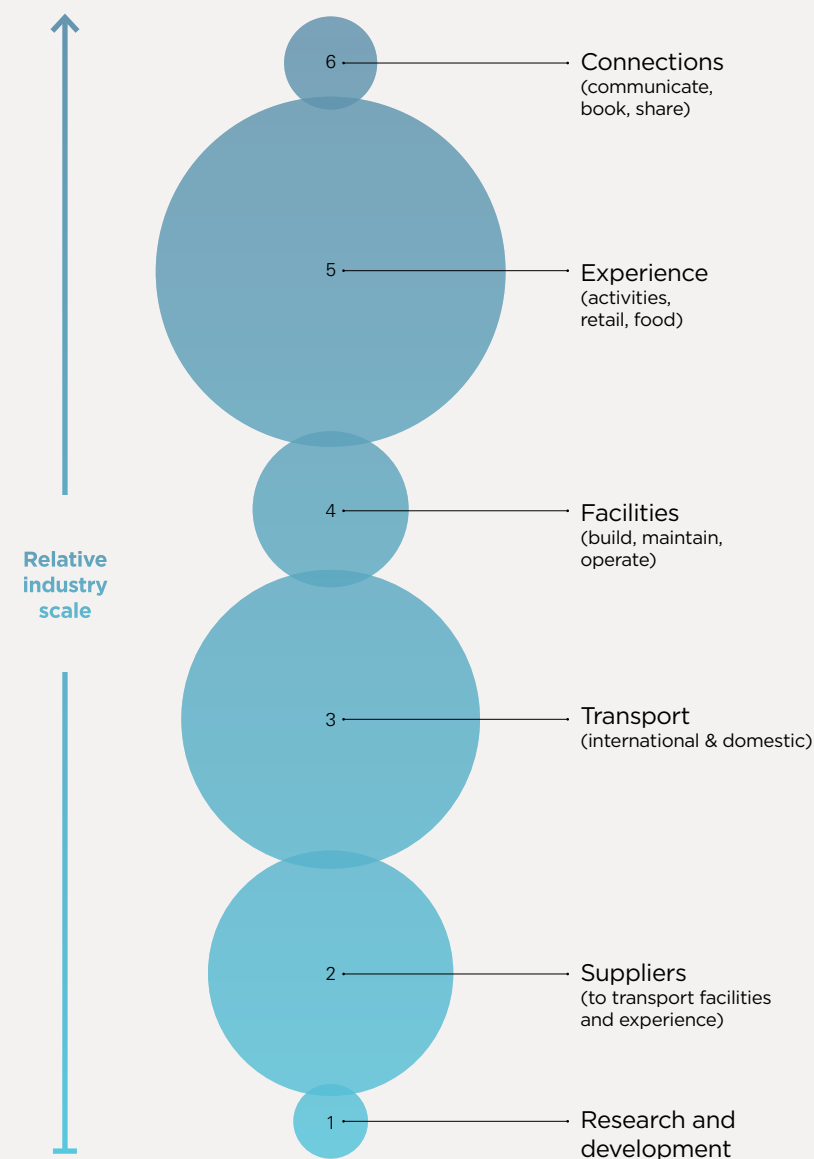 6
Connections
(communicate,
book, share)
5
Experience
(activities,
retail, food)
4
Facilities
(build, maintain,
operate)
Relative
industry
scale
3
Transport
(international & domestic)
2
Suppliers
(to transport facilities
and experience)
1
Research and
development